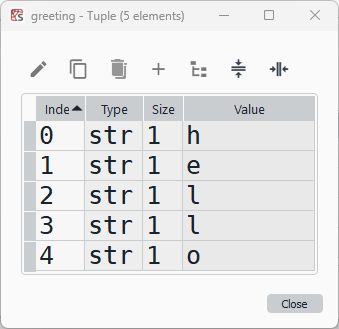 greeting - Tuple (5 elements)
Inde Type Size Value
0 str 1 h
1 str 1 e
2 str 1 l
3 str 1 l
4 str 1 o
Close